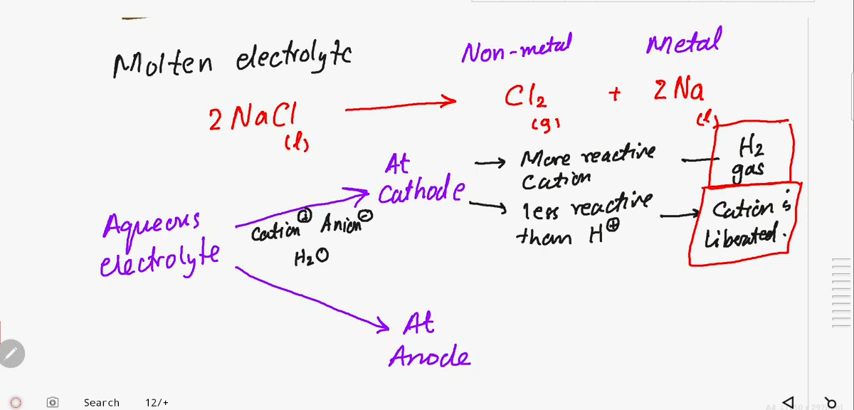 Molten electrolyte
Non-metal
Metal
2 NaCl (l) → Cl2 (g) + 2 Na (l)
Aqueous
electrolyte
Cation⊕ Anion⊖
H2O
At
Cathode
→ More reactive
Cation
H2
gas
→ less reactive
them H⊕
→ Cation is
Liberated.
At
Anode
Search 12/+